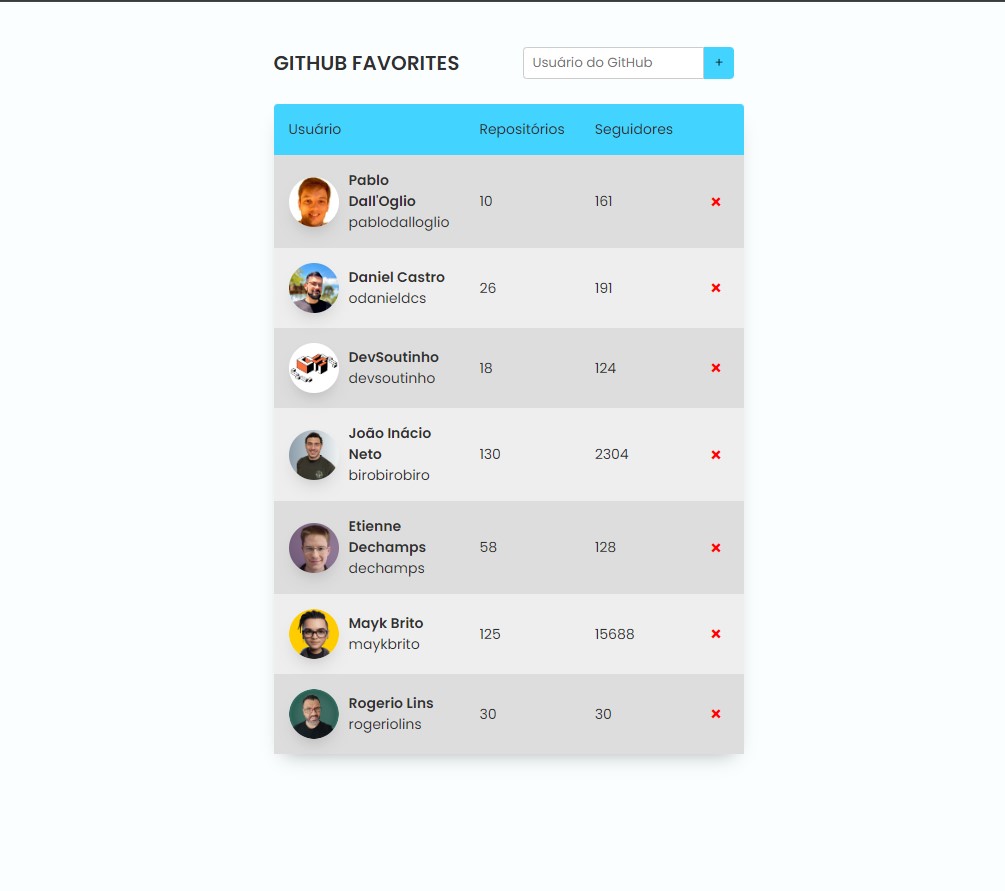 GITHUB FAVORITES
Usuário do GitHub +
Usuário Repositórios Seguidores
Pablo
Dall'Oglio
pablodalloglio
10 161
Daniel Castro
odanieldcs
26 191
DevSoutinho
devsoutinho
18 124
João Inácio
Neto
birobirobiro
130 2304
Etienne
Dechamps
dechamps
58 128
Mayk Brito
maykbrito
125 15688
Rogerio Lins
rogeriolins
30 30